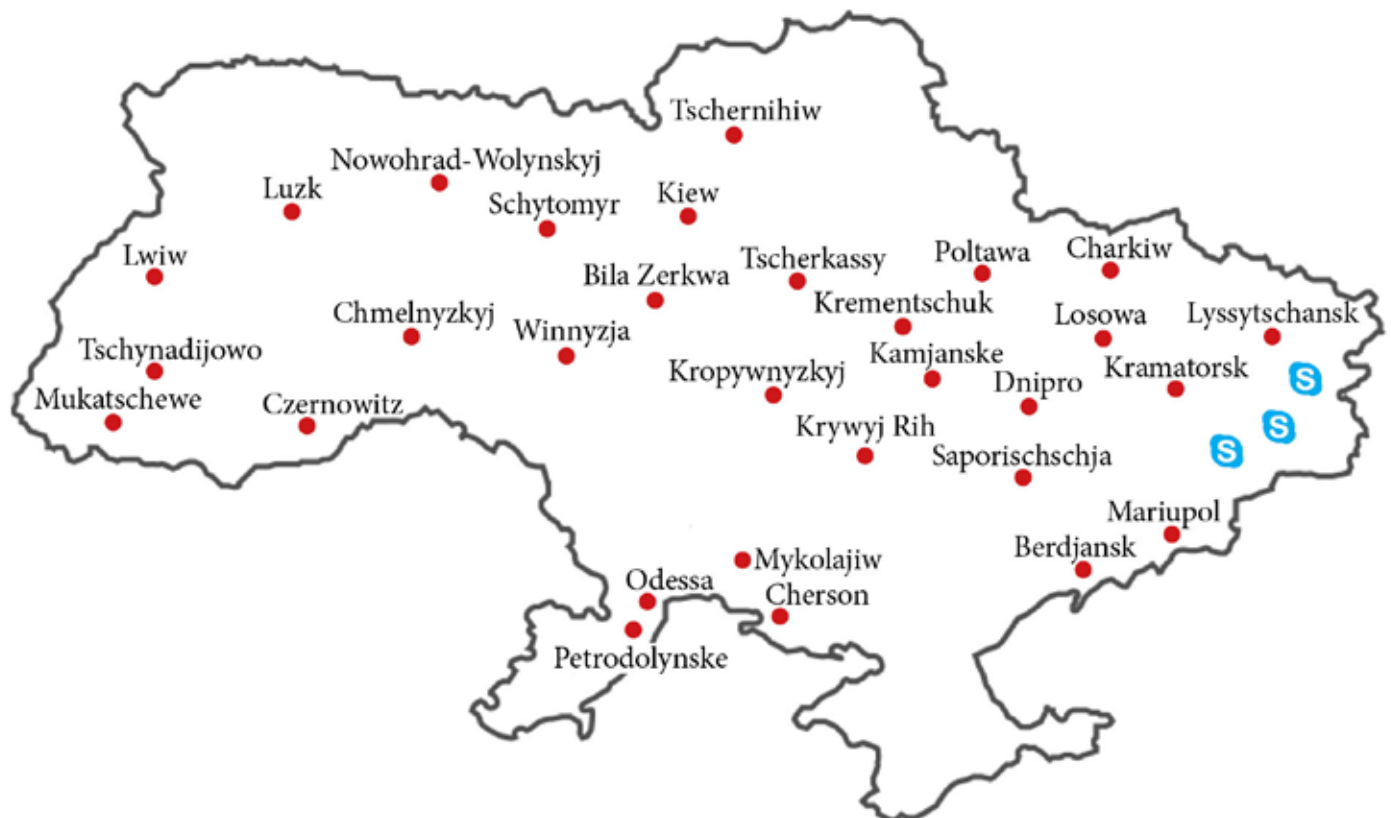 Tschernihiw
Nowohrad-Wolynskyj
Luzk
Schytomyr
Kiew
Lwiw
Bila Zerkwa
Tscherkassy
Poltawa
Charkiw
Chmelnyzkyj
Winnyzja
Krementschuk
Losowa
Lyssytschansk
Tschynadijowo
Kropywnyzkyj
Kamjanske
Dnipro
Kramatorsk
S
Mukatschewe
Czernowitz
Krywyj Rih
S
Saporischschja
S
Mariupol
Berdjansk
Mykolajiw
Odessa
Cherson
Petrodolynske